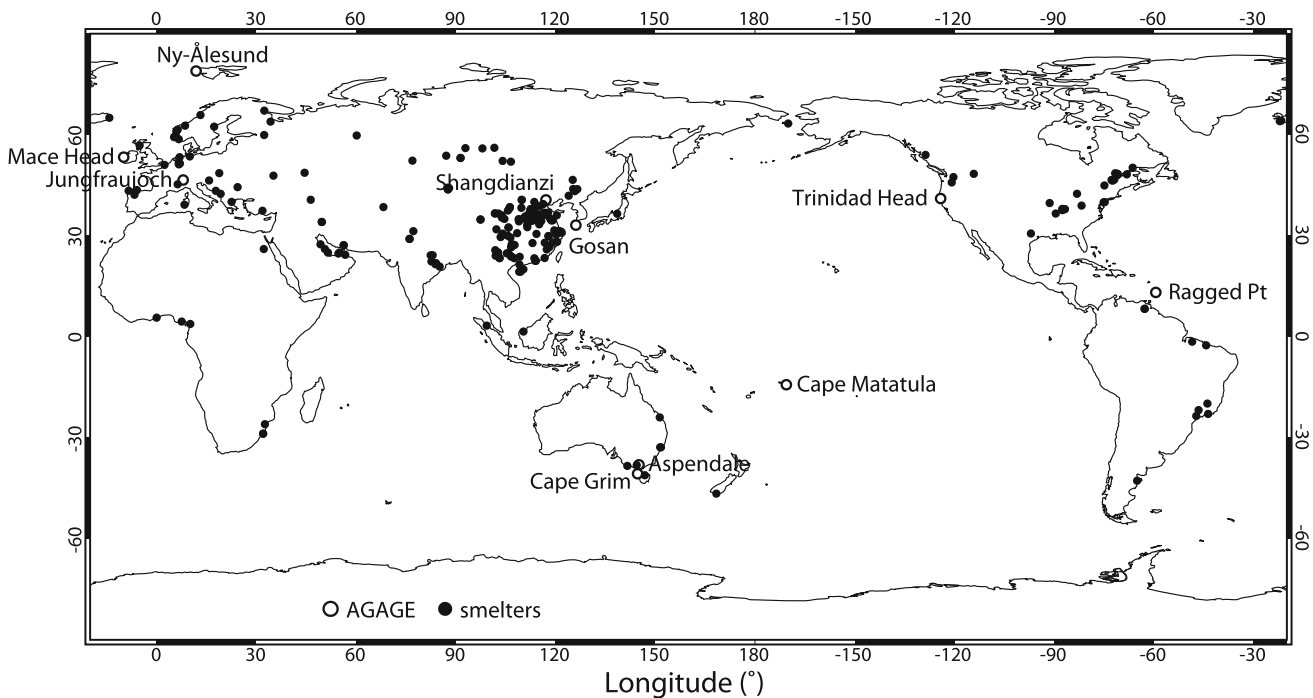 0 30 60 90 120 150 180 -150 -120 -90 -60 -30
Ny-Ålesund
60 60
Mace Head
Jungfraujoch
Shangdianzi
Trinidad Head
30 30
Gosan
Ragged Pt
0 0
Cape Matatula
-30 -30
Aspendale
Cape Grim
-60 -60
AGAGE smelters
0 30 60 90 120 150 180 -150 -120 -90 -60 -30
Longitude (°)